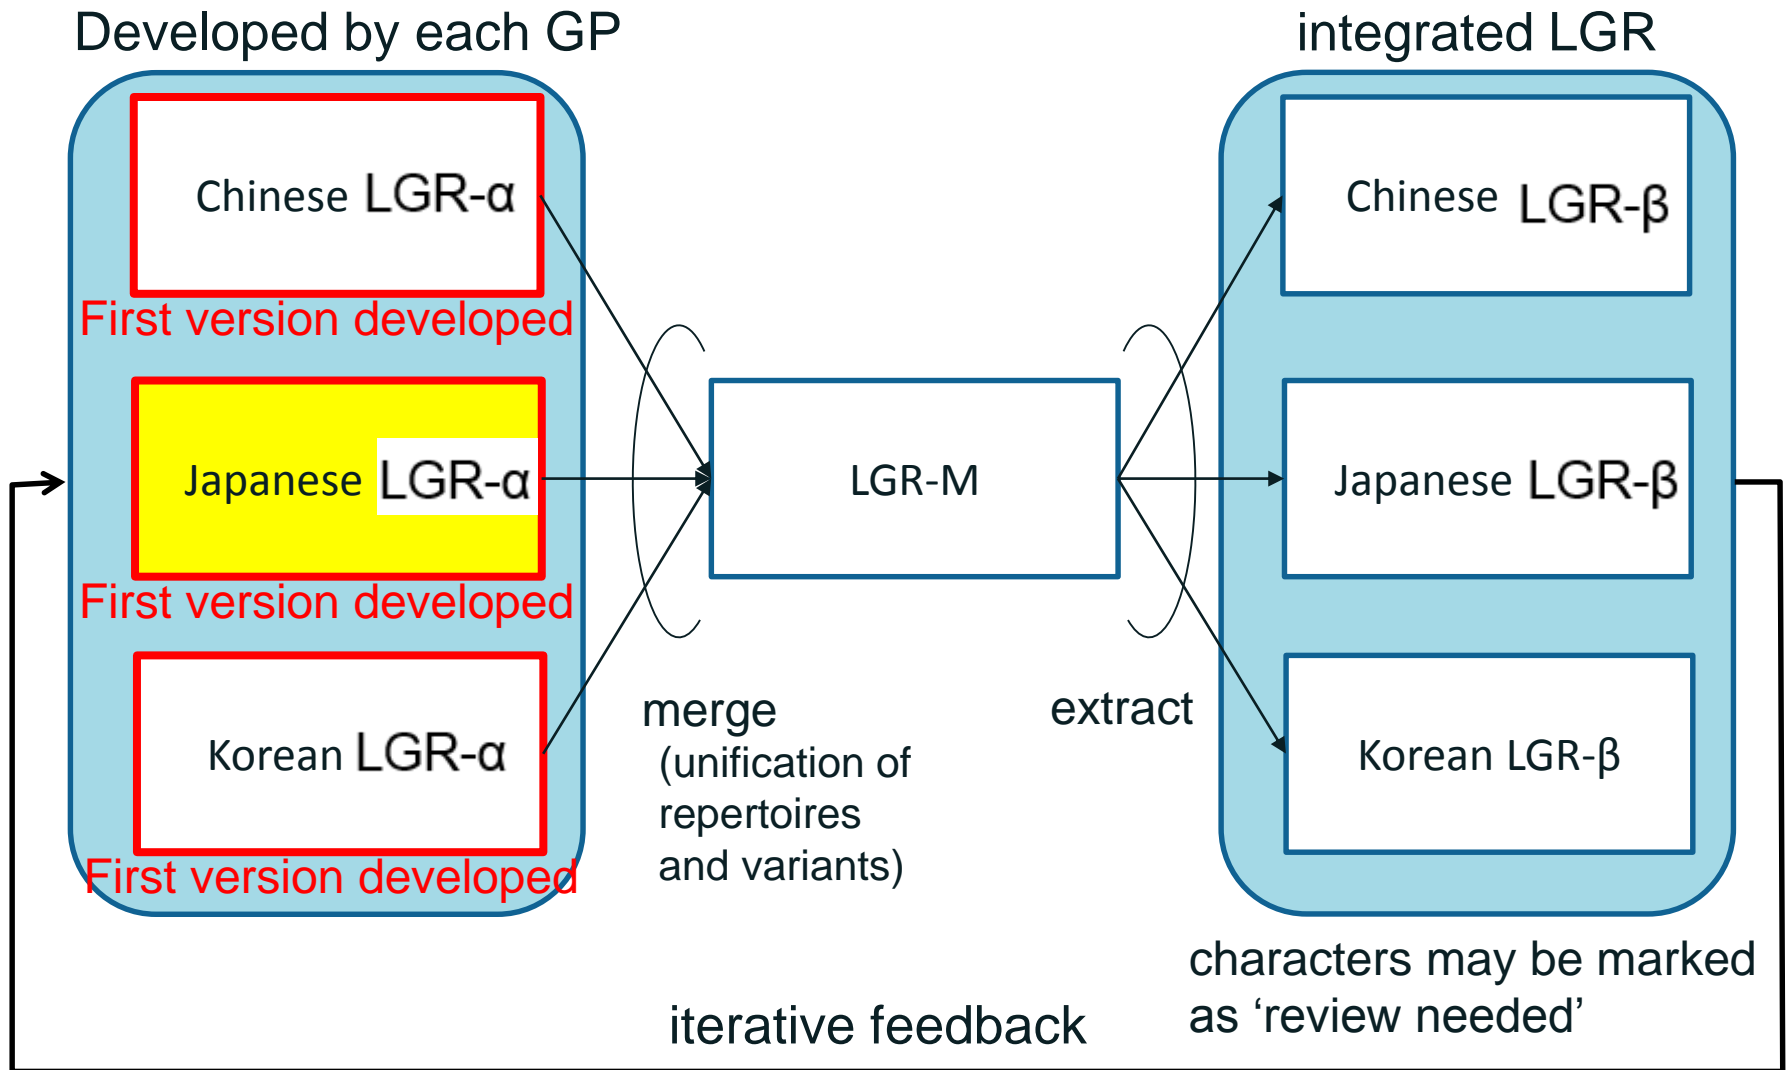 Developed by each GP
integrated LGR
Chinese LGR-α
First version developed
Japanese LGR-α
First version developed
Korean LGR-α
First version developed
merge
(unification of
repertoires
and variants)
LGR-M
extract
Chinese LGR-β
Japanese LGR-β
Korean LGR-β
characters may be marked
as ‘review needed’
iterative feedback